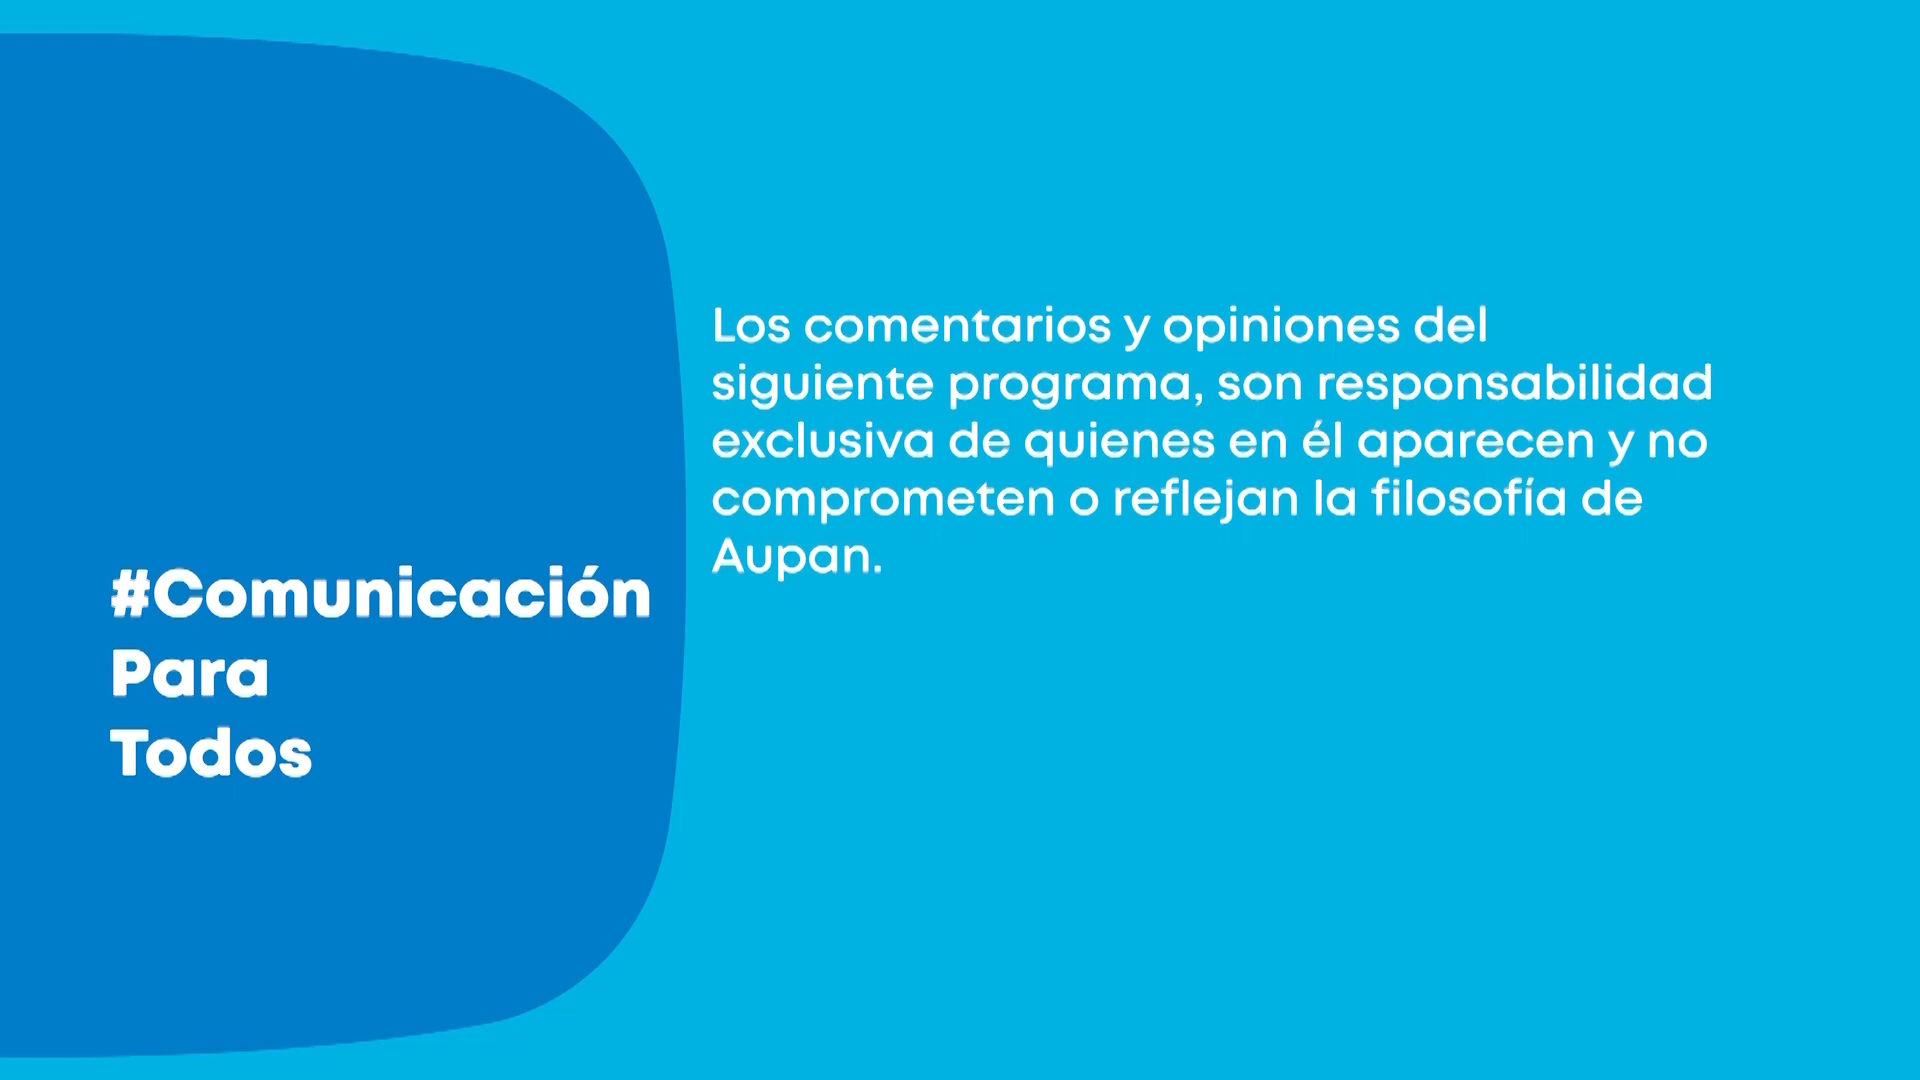 Los comentarios y opiniones del
siguiente programa, son responsabilidad
exclusiva de quienes en él aparecen y no
comprometen o reflejan la filosofía de
Aupan.
#Comunicación
Para
Todos